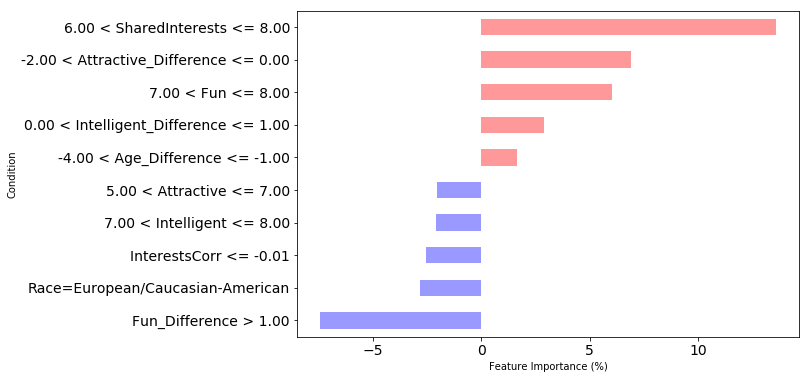 6.00 < SharedInterests <= 8.00
-2.00 < Attractive_Difference <= 0.00
7.00 < Fun <= 8.00
0.00 < Intelligent_Difference <= 1.00
-4.00 < Age_Difference <= -1.00
5.00 < Attractive <= 7.00
7.00 < Intelligent <= 8.00
InterestsCorr <= -0.01
Race=European/Caucasian-American
Fun_Difference > 1.00
Condition
−5 0 5 10
Feature Importance (%)